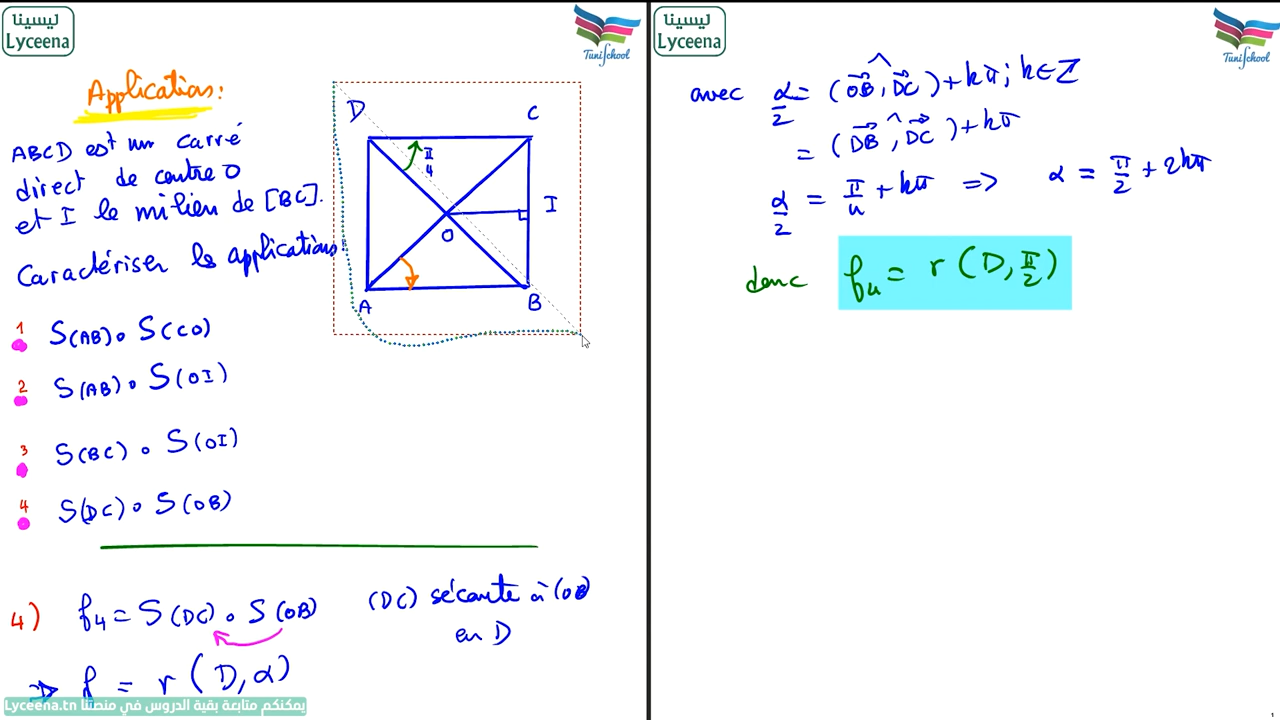 ليسينا
Lyceena
TuniSchool
Applications:
ABCD est un carré
direct de centre O
et I le milieu de [BC].
Caractériser les applications:
1 S(AB) ∘ S(CO)
2 S(AB) ∘ S(OI)
3 S(BC) ∘ S(OI)
4 S(DC) ∘ S(OB)
D
C
π/4
I
O
A
B
4) f4 = S(DC) ∘ S(OB)
(DC) sécante à (OB)
en D
⇒ f = r(D, α)
يمكنكم متابعة بقية الدروس في منصتنا Lyceena.tn
ليسينا
Lyceena
TuniSchool
avec α/2 = (OB, DC) + kπ; k∈ℤ
= (DB, DC) + kπ
α/2 = π/4 + kπ ⇒ α = π/2 + 2kπ
donc f4 = r(D, π/2)